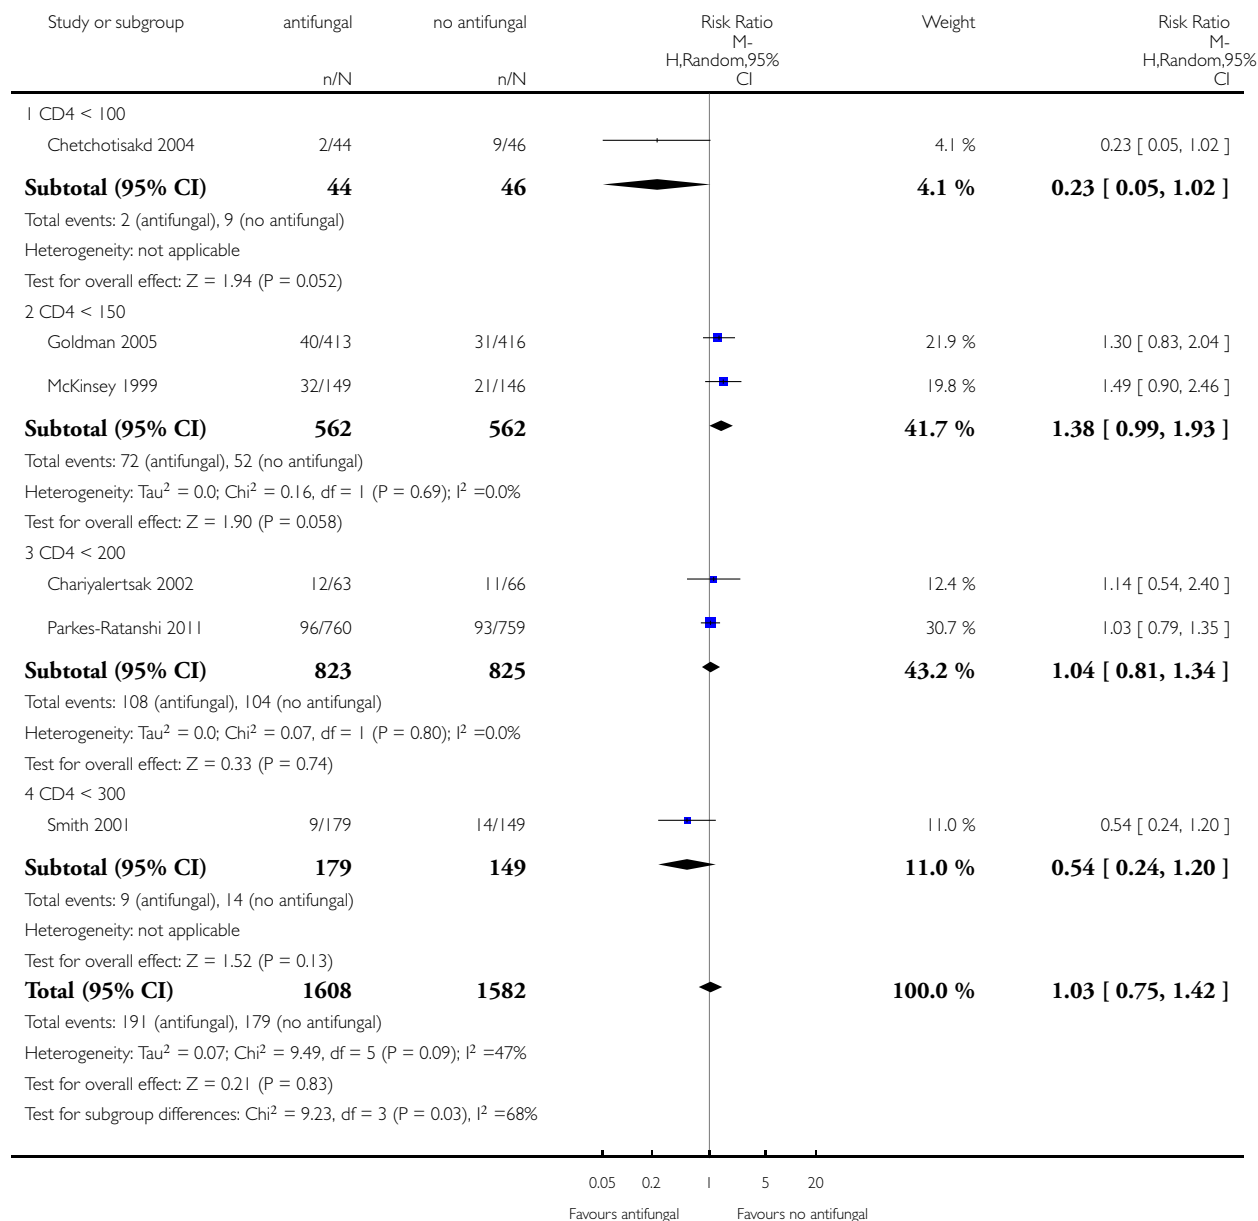 Study or subgroup antifungal no antifungal Risk Ratio Weight Risk Ratio
M- M-
H,Random,95% H,Random,95%
n/N n/N CI CI
1 CD4 < 100
Chetchotisakd 2004 2/44 9/46 4.1 % 0.23 [ 0.05, 1.02 ]
Subtotal (95% CI) 44 46 4.1 % 0.23 [ 0.05, 1.02 ]
Total events: 2 (antifungal), 9 (no antifungal)
Heterogeneity: not applicable
Test for overall effect: Z = 1.94 (P = 0.052)
2 CD4 < 150
Goldman 2005 40/413 31/416 21.9 % 1.30 [ 0.83, 2.04 ]
McKinsey 1999 32/149 21/146 19.8 % 1.49 [ 0.90, 2.46 ]
Subtotal (95% CI) 562 562 41.7 % 1.38 [ 0.99, 1.93 ]
Total events: 72 (antifungal), 52 (no antifungal)
Heterogeneity: Tau² = 0.0; Chi² = 0.16, df = 1 (P = 0.69); I² =0.0%
Test for overall effect: Z = 1.90 (P = 0.058)
3 CD4 < 200
Chariyalertsak 2002 12/63 11/66 12.4 % 1.14 [ 0.54, 2.40 ]
Parkes-Ratanshi 2011 96/760 93/759 30.7 % 1.03 [ 0.79, 1.35 ]
Subtotal (95% CI) 823 825 43.2 % 1.04 [ 0.81, 1.34 ]
Total events: 108 (antifungal), 104 (no antifungal)
Heterogeneity: Tau² = 0.0; Chi² = 0.07, df = 1 (P = 0.80); I² =0.0%
Test for overall effect: Z = 0.33 (P = 0.74)
4 CD4 < 300
Smith 2001 9/179 14/149 11.0 % 0.54 [ 0.24, 1.20 ]
Subtotal (95% CI) 179 149 11.0 % 0.54 [ 0.24, 1.20 ]
Total events: 9 (antifungal), 14 (no antifungal)
Heterogeneity: not applicable
Test for overall effect: Z = 1.52 (P = 0.13)
Total (95% CI) 1608 1582 100.0 % 1.03 [ 0.75, 1.42 ]
Total events: 191 (antifungal), 179 (no antifungal)
Heterogeneity: Tau² = 0.07; Chi² = 9.49, df = 5 (P = 0.09); I² =47%
Test for overall effect: Z = 0.21 (P = 0.83)
Test for subgroup differences: Chi² = 9.23, df = 3 (P = 0.03), I² =68%
0.05 0.2 1 5 20
Favours antifungal Favours no antifungal